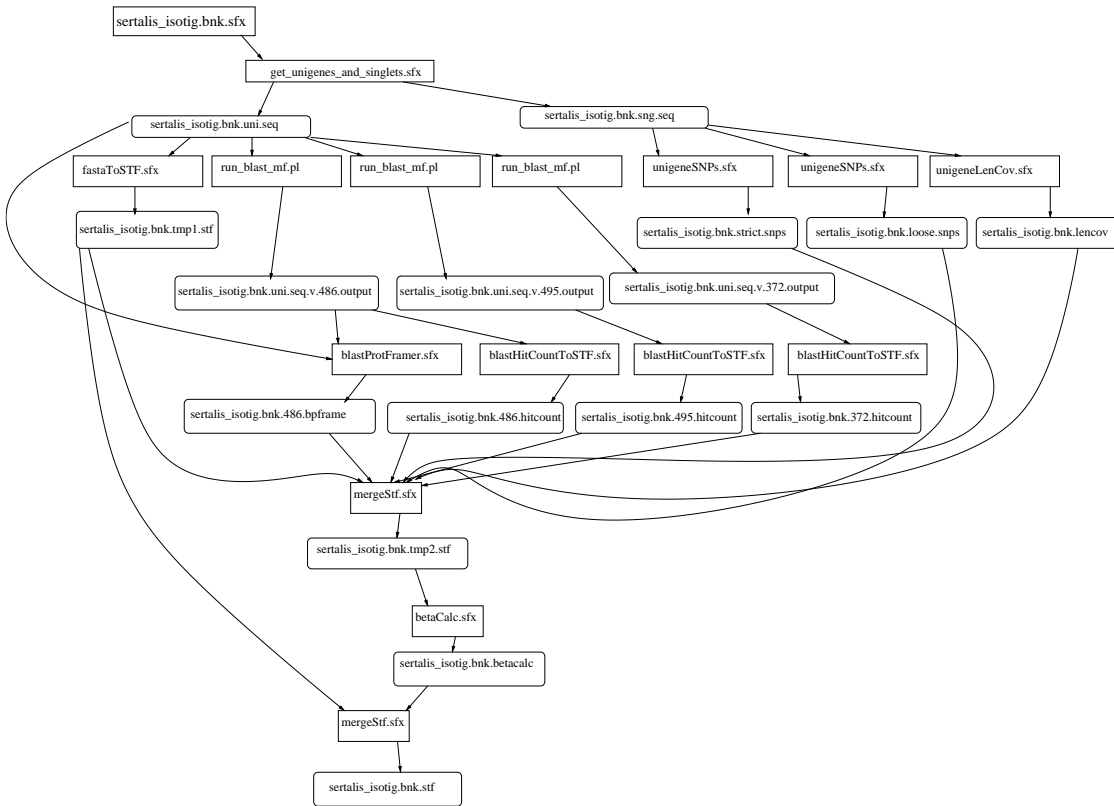 sertalis_isotig.bnk.sfx
get_unigenes_and_singlets.sfx
sertalis_isotig.bnk.uni.seq
sertalis_isotig.bnk.sng.seq
fastaToSTF.sfx
run_blast_mf.pl
run_blast_mf.pl
run_blast_mf.pl
unigeneSNPs.sfx
unigeneSNPs.sfx
unigeneLenCov.sfx
sertalis_isotig.bnk.tmp1.stf
sertalis_isotig.bnk.strict.snps
sertalis_isotig.bnk.loose.snps
sertalis_isotig.bnk.lencov
sertalis_isotig.bnk.uni.seq.v.486.output
sertalis_isotig.bnk.uni.seq.v.495.output
sertalis_isotig.bnk.uni.seq.v.372.output
blastProtFramer.sfx
blastHitCountToSTF.sfx
blastHitCountToSTF.sfx
blastHitCountToSTF.sfx
sertalis_isotig.bnk.486.bpframe
sertalis_isotig.bnk.486.hitcount
sertalis_isotig.bnk.495.hitcount
sertalis_isotig.bnk.372.hitcount
mergeStf.sfx
sertalis_isotig.bnk.tmp2.stf
betaCalc.sfx
sertalis_isotig.bnk.betacalc
mergeStf.sfx
sertalis_isotig.bnk.stf